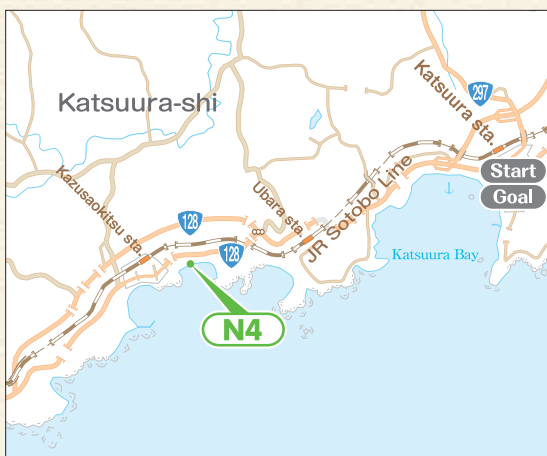 Katsuura-shi
Katsuura sta.
297
Start
Goal
Kazusaokitsu sta.
Ubara sta.
JR Sotobo Line
128
128
Katsuura Bay
N4